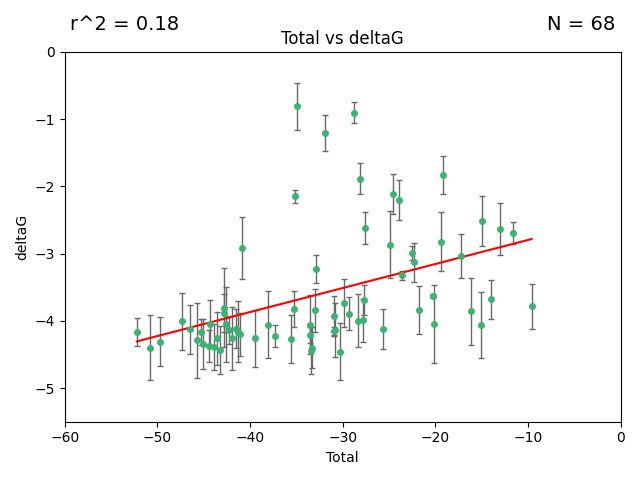 r^2 = 0.18
N = 68
Total vs deltaG
0
−1
−2
−3
−4
−5
deltaG
−60
−50
−40
−30
−20
−10
0
Total